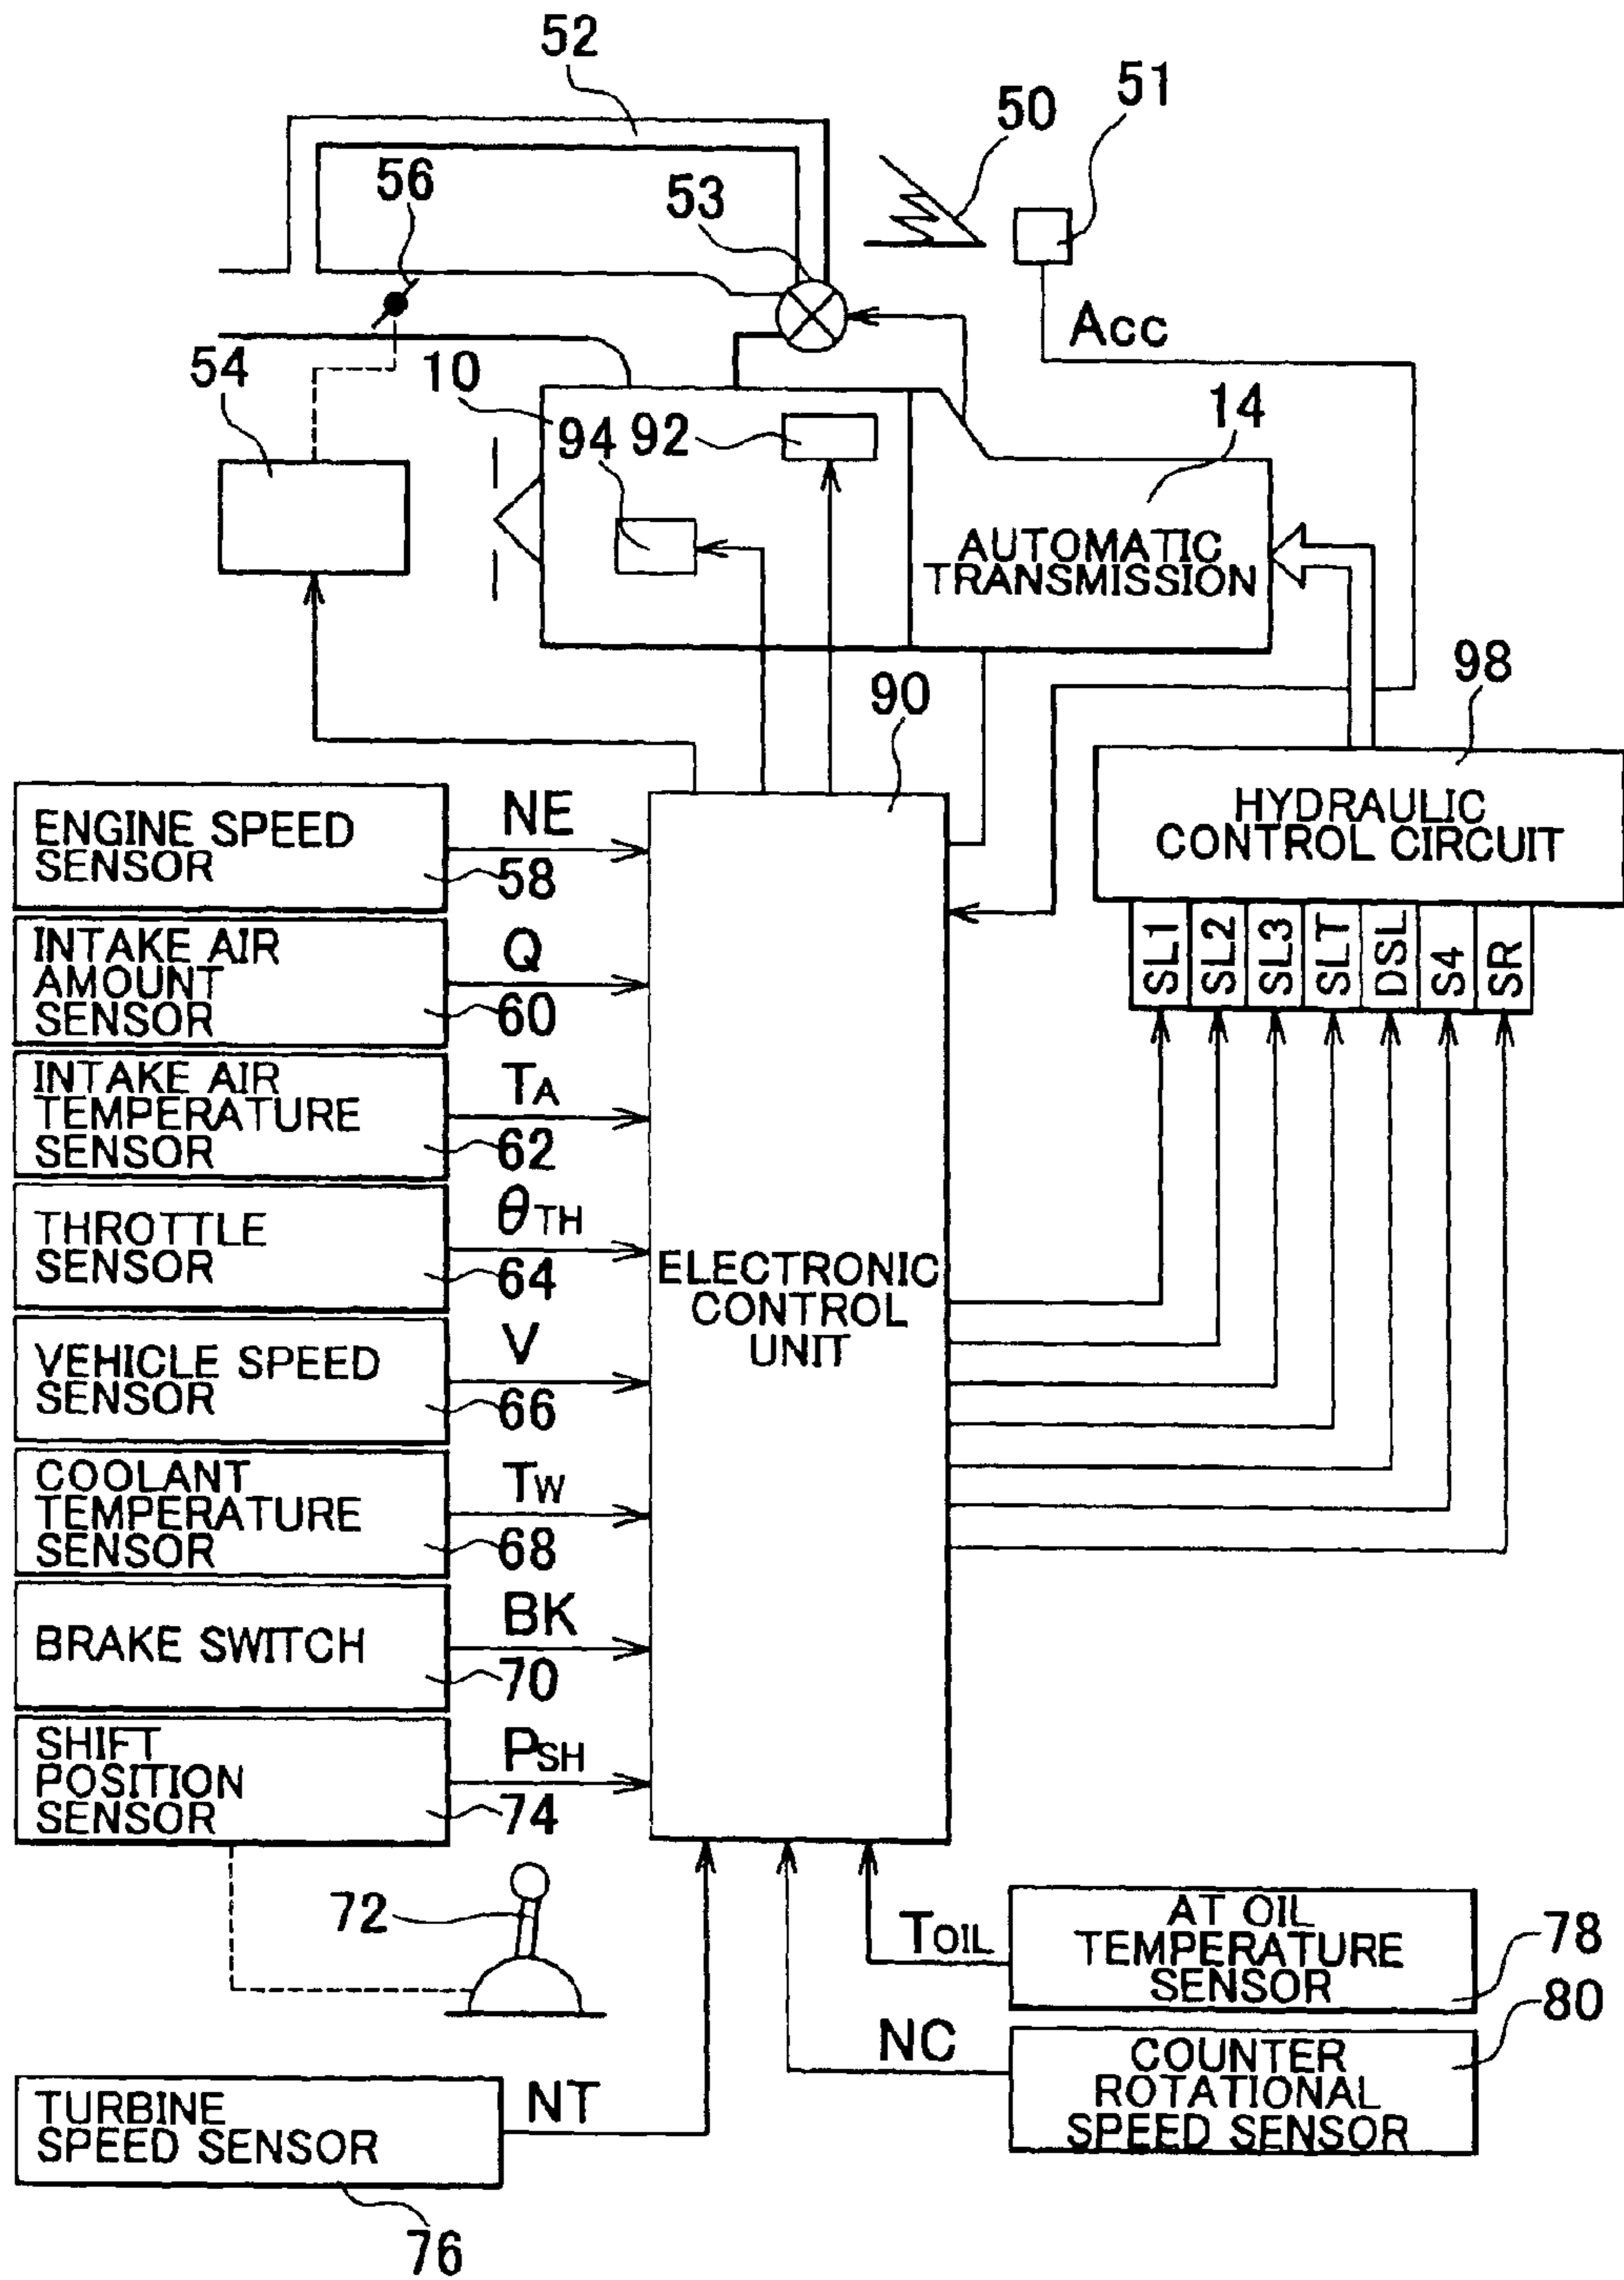 52
51
50
56
53
Acc
54
10
14
94 92
AUTOMATIC
TRANSMISSION
98
90
HYDRAULIC
CONTROL CIRCUIT
ENGINE SPEED
SENSOR
NE
58
SL1
SL2
SL3
SLT
DSL
S4
SR
INTAKE AIR
AMOUNT
SENSOR
Q
60
INTAKE AIR
TEMPERATURE
SENSOR
TA
62
THROTTLE
SENSOR
θTH
64
ELECTRONIC
CONTROL
UNIT
VEHICLE SPEED
SENSOR
V
66
COOLANT
TEMPERATURE
SENSOR
TW
68
BRAKE SWITCH
BK
70
SHIFT
POSITION
SENSOR
PSH
74
72
TOIL
AT OIL
TEMPERATURE
SENSOR
78
80
NC
COUNTER
ROTATIONAL
SPEED SENSOR
TURBINE
SPEED SENSOR
NT
76